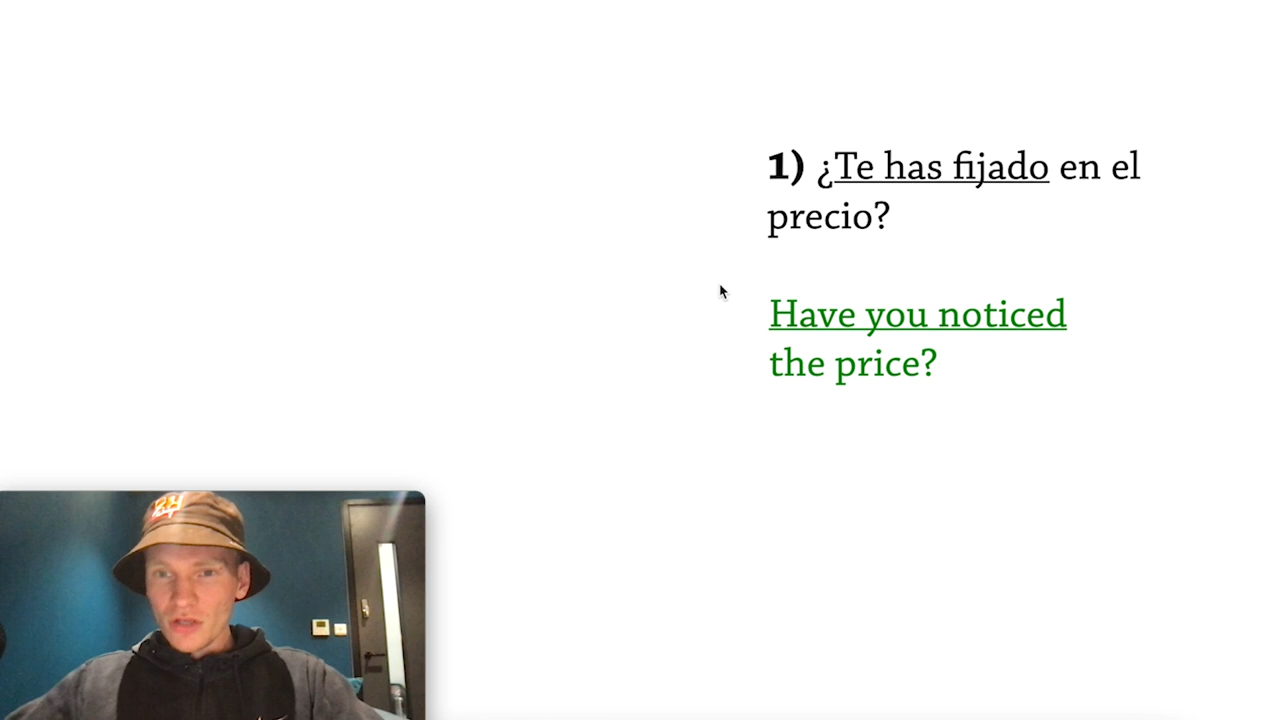 1) ¿Te has fijado en el
precio?
Have you noticed
the price?